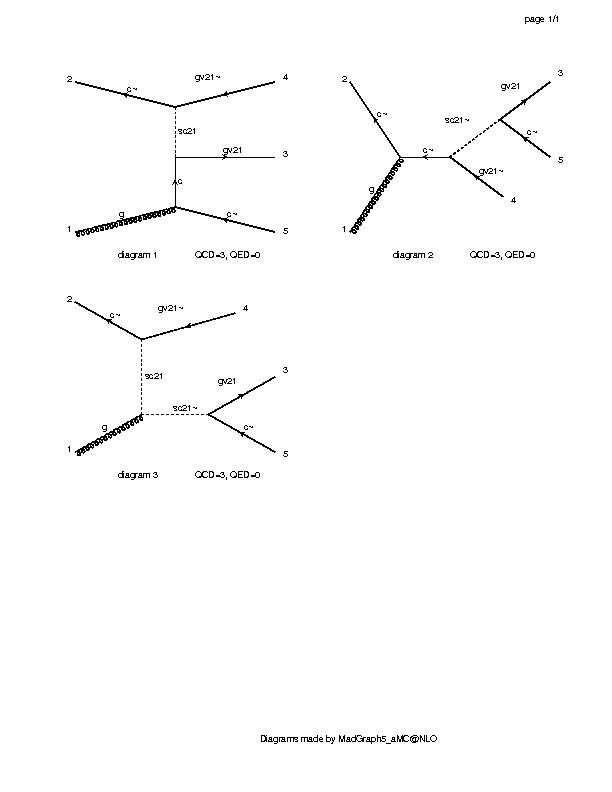 page 1/1
2 c~ gv21~ 4
sc21
gv21 3
c
1 g c~ 5
diagram 1 QCD=3, QED=0
2 c~ gv21 3
sc21~ c~ 5
c~ gv21~ 4
1 g
diagram 2 QCD=3, QED=0
2 c~ gv21~ 4
sc21
gv21 3
sc21~
1 g c~ 5
diagram 3 QCD=3, QED=0
Diagrams made by MadGraph5_aMC@NLO